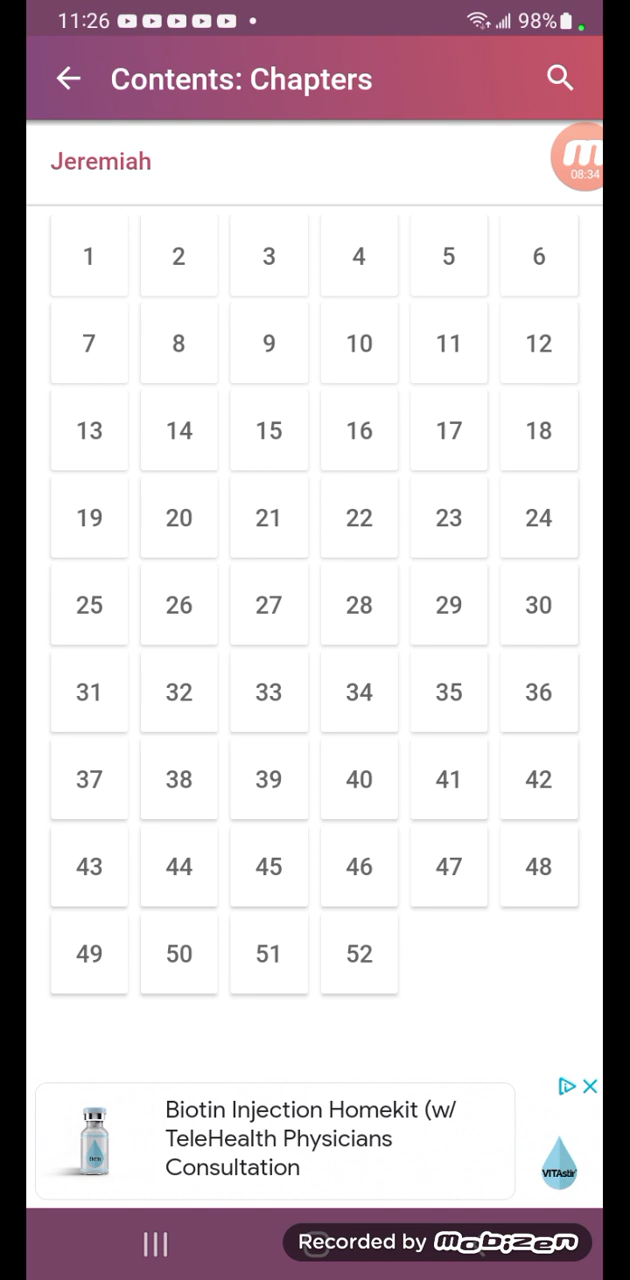 11:26 98%
Contents: Chapters
Jeremiah
m
08:34
1 2 3 4 5 6
7 8 9 10 11 12
13 14 15 16 17 18
19 20 21 22 23 24
25 26 27 28 29 30
31 32 33 34 35 36
37 38 39 40 41 42
43 44 45 46 47 48
49 50 51 52
Biotin Injection Homekit (w/
TeleHealth Physicians
Consultation
VITAstir
Recorded by mobizen